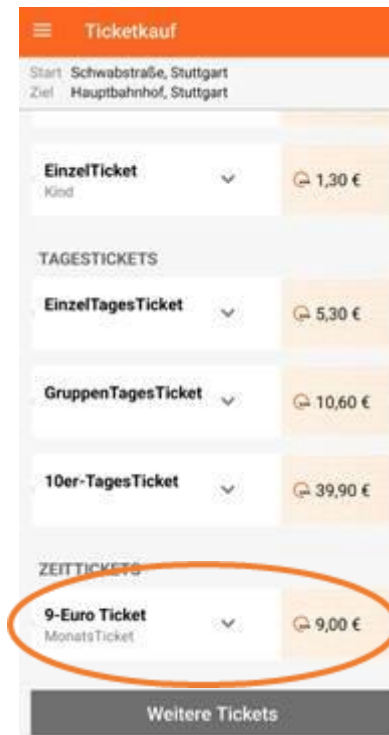 Ticketkauf
Start Schwabstraße, Stuttgart
Ziel Hauptbahnhof, Stuttgart
EinzelTicket
Kind
1,30 €
TAGESTICKETS
EinzelTagesTicket
5,30 €
GruppenTagesTicket
10,60 €
10er-TagesTicket
39,90 €
ZEITTICKETS
9-Euro Ticket
MonatsTicket
9,00 €
Weitere Tickets